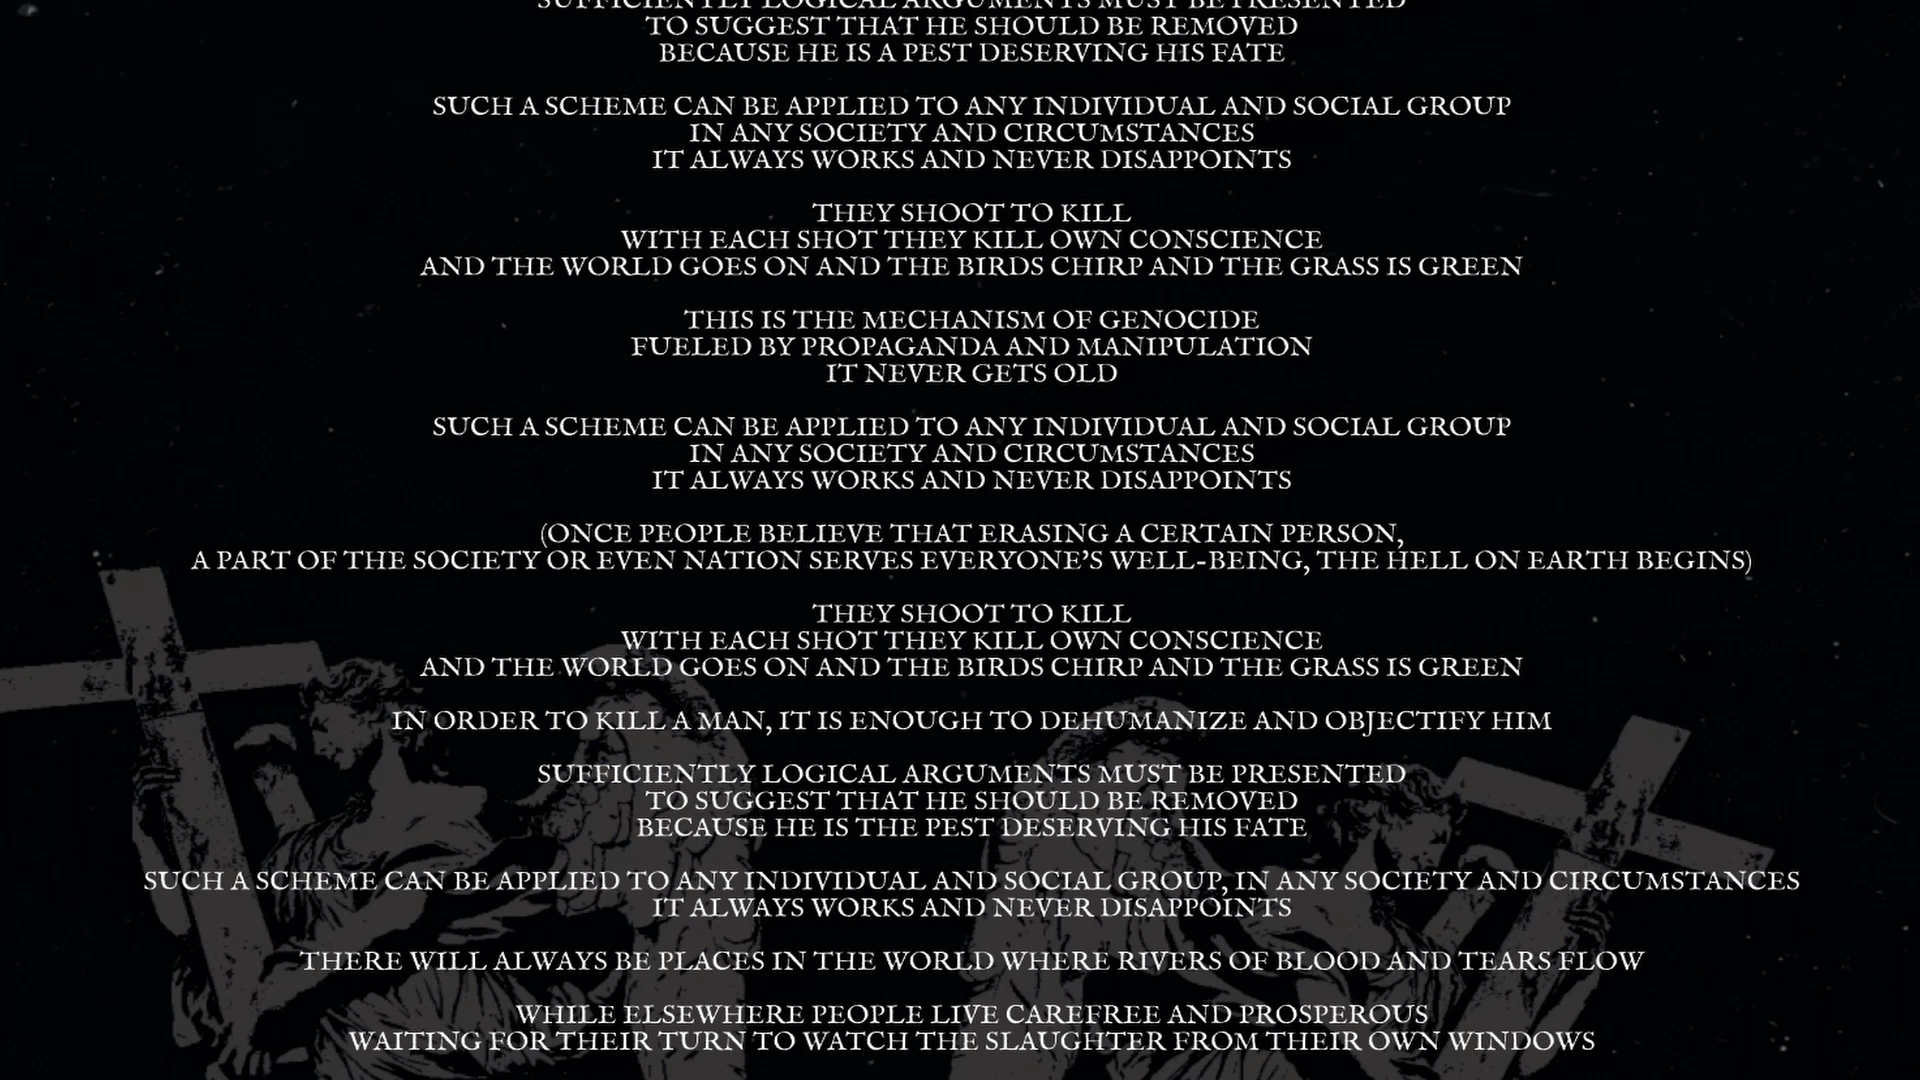 SUFFICIENTLY LOGICAL ARGUMENTS MUST BE PRESENTED
TO SUGGEST THAT HE SHOULD BE REMOVED
BECAUSE HE IS A PEST DESERVING HIS FATE
SUCH A SCHEME CAN BE APPLIED TO ANY INDIVIDUAL AND SOCIAL GROUP
IN ANY SOCIETY AND CIRCUMSTANCES
IT ALWAYS WORKS AND NEVER DISAPPOINTS
THEY SHOOT TO KILL
WITH EACH SHOT THEY KILL OWN CONSCIENCE
AND THE WORLD GOES ON AND THE BIRDS CHIRP AND THE GRASS IS GREEN
THIS IS THE MECHANISM OF GENOCIDE
FUELED BY PROPAGANDA AND MANIPULATION
IT NEVER GETS OLD
SUCH A SCHEME CAN BE APPLIED TO ANY INDIVIDUAL AND SOCIAL GROUP
IN ANY SOCIETY AND CIRCUMSTANCES
IT ALWAYS WORKS AND NEVER DISAPPOINTS
(ONCE PEOPLE BELIEVE THAT ERASING A CERTAIN PERSON,
A PART OF THE SOCIETY OR EVEN NATION SERVES EVERYONE'S WELL-BEING, THE HELL ON EARTH BEGINS)
THEY SHOOT TO KILL
WITH EACH SHOT THEY KILL OWN CONSCIENCE
AND THE WORLD GOES ON AND THE BIRDS CHIRP AND THE GRASS IS GREEN
IN ORDER TO KILL A MAN, IT IS ENOUGH TO DEHUMANIZE AND OBJECTIFY HIM
SUFFICIENTLY LOGICAL ARGUMENTS MUST BE PRESENTED
TO SUGGEST THAT HE SHOULD BE REMOVED
BECAUSE HE IS THE PEST DESERVING HIS FATE
SUCH A SCHEME CAN BE APPLIED TO ANY INDIVIDUAL AND SOCIAL GROUP, IN ANY SOCIETY AND CIRCUMSTANCES
IT ALWAYS WORKS AND NEVER DISAPPOINTS
THERE WILL ALWAYS BE PLACES IN THE WORLD WHERE RIVERS OF BLOOD AND TEARS FLOW
WHILE ELSEWHERE PEOPLE LIVE CAREFREE AND PROSPEROUS
WAITING FOR THEIR TURN TO WATCH THE SLAUGHTER FROM THEIR OWN WINDOWS